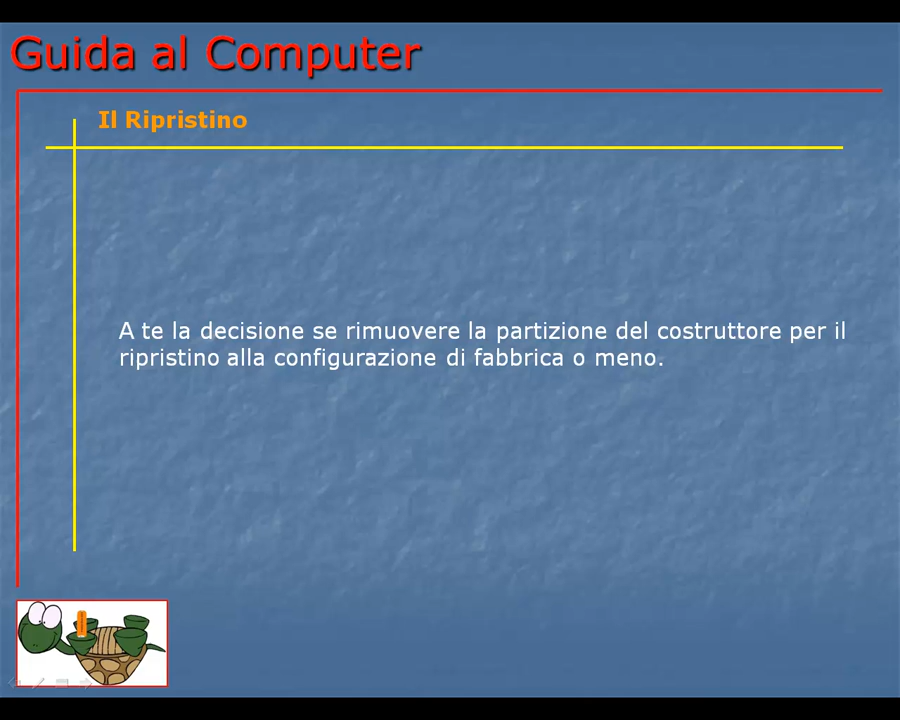 Guida al Computer
Il Ripristino
A te la decisione se rimuovere la partizione del costruttore per il
ripristino alla configurazione di fabbrica o meno.